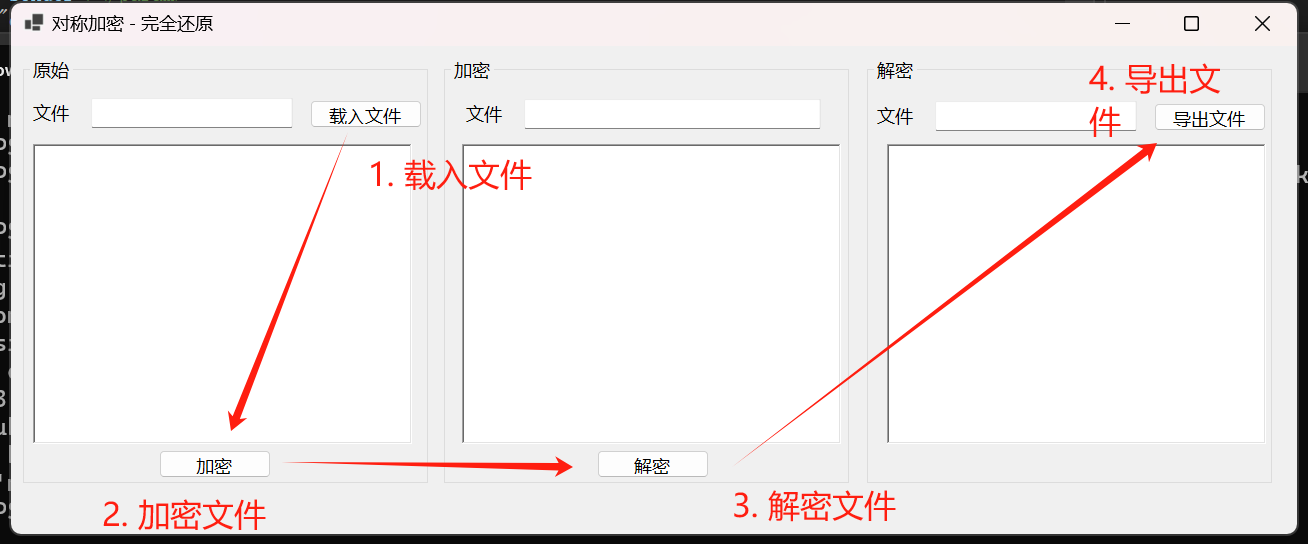 对称加密 - 完全还原
原始
加密
解密
文件
载入文件
文件
文件
导出文件
4. 导出文
件
1. 载入文件
加密
解密
2. 加密文件
3. 解密文件